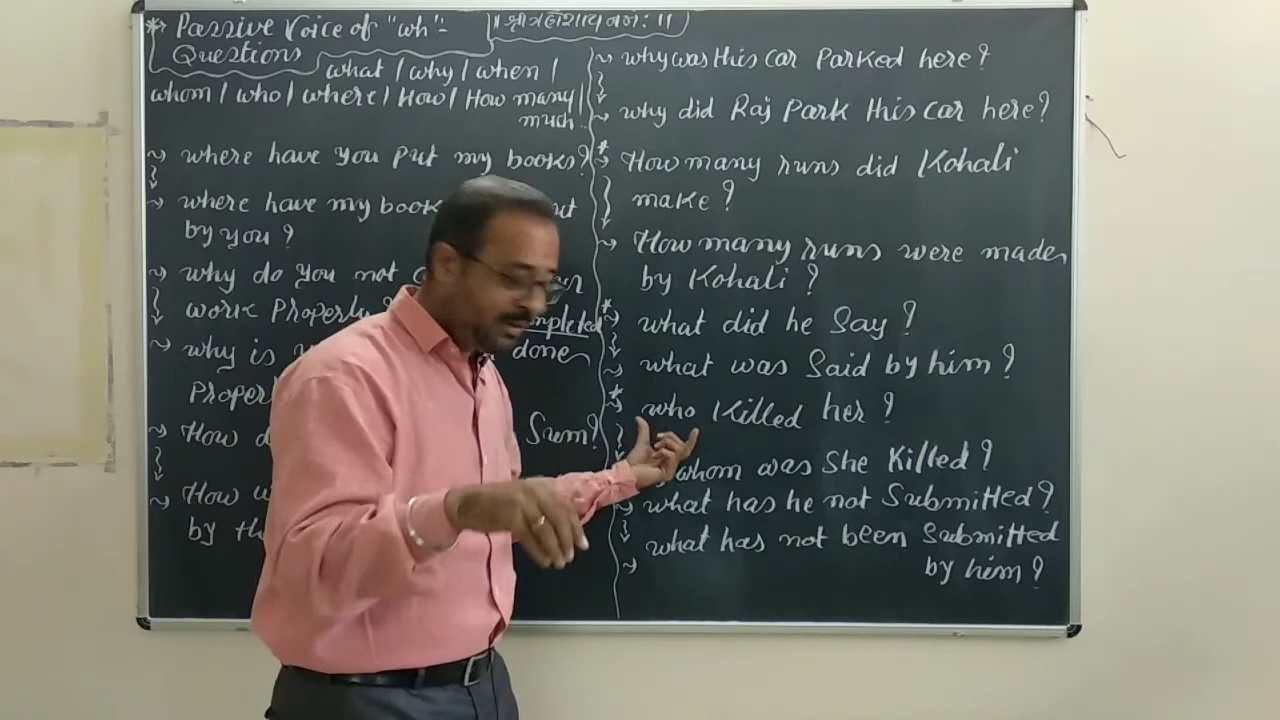 * Passive Voice of "wh"-
Questions
|| श्री गणेशाय नमः ||
what / why / when /
whom / who / where / How / How many /
much
where have you put my books?
where have my book
by you?
why do you not
work Properly
completed
why is
done
Proper
How
Sum?
How
by th
why was this car Parked here?
why did Raj Park this car here?
* How many runs did Kohali
make?
How many runs were made
by Kohali?
* what did he Say?
what was Said by him?
* who Killed her?
whom was She Killed?
what has he not Submitted?
what has not been Submitted
by him?